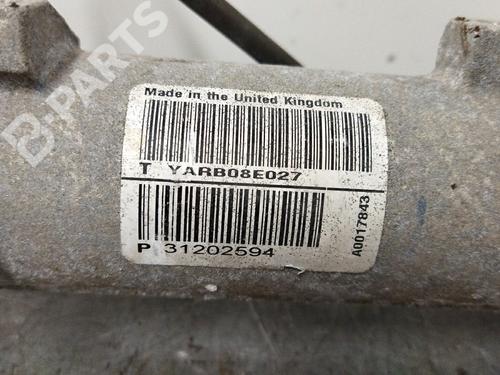 B-PARTS
Made in the United Kingdom
T YARB08E027
P 31202594
A0017843